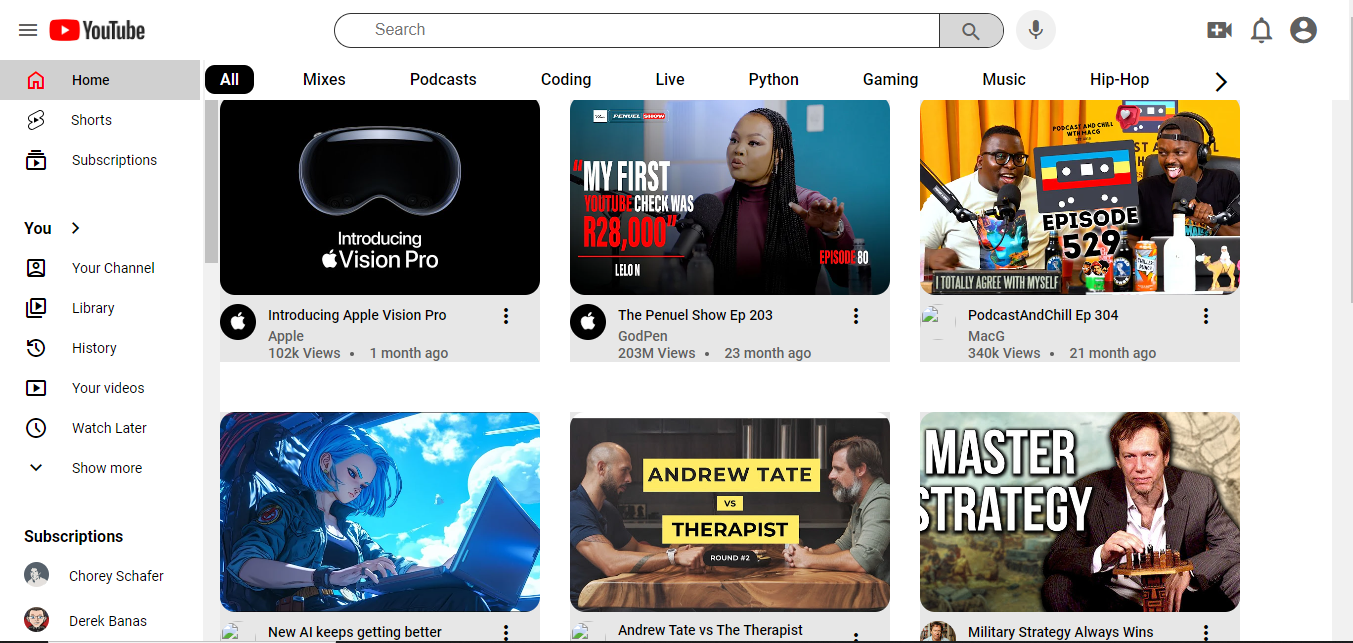 YouTube
Search
Home
Shorts
Subscriptions
You
Your Channel
Library
History
Your videos
Watch Later
Show more
Subscriptions
Chorey Schafer
Derek Banas
All
Mixes
Podcasts
Coding
Live
Python
Gaming
Music
Hip-Hop
Introducing
Vision Pro
Introducing Apple Vision Pro
Apple
102k Views • 1 month ago
PENUEL SHOW
"MY FIRST
YOUTUBE CHECK WAS
R28,000"
LELO N
EPISODE 80
The Penuel Show Ep 203
GodPen
203M Views • 23 month ago
PODCAST AND CHILL
WTH MACG
EPISODE
529
I TOTALLY AGREE WITH MYSELF
PodcastAndChill Ep 304
MacG
340k Views • 21 month ago
New AI keeps getting better
ANDREW TATE
VS
THERAPIST
ROUND #2
Andrew Tate vs The Therapist
MASTER
STRATEGY
Military Strategy Always Wins